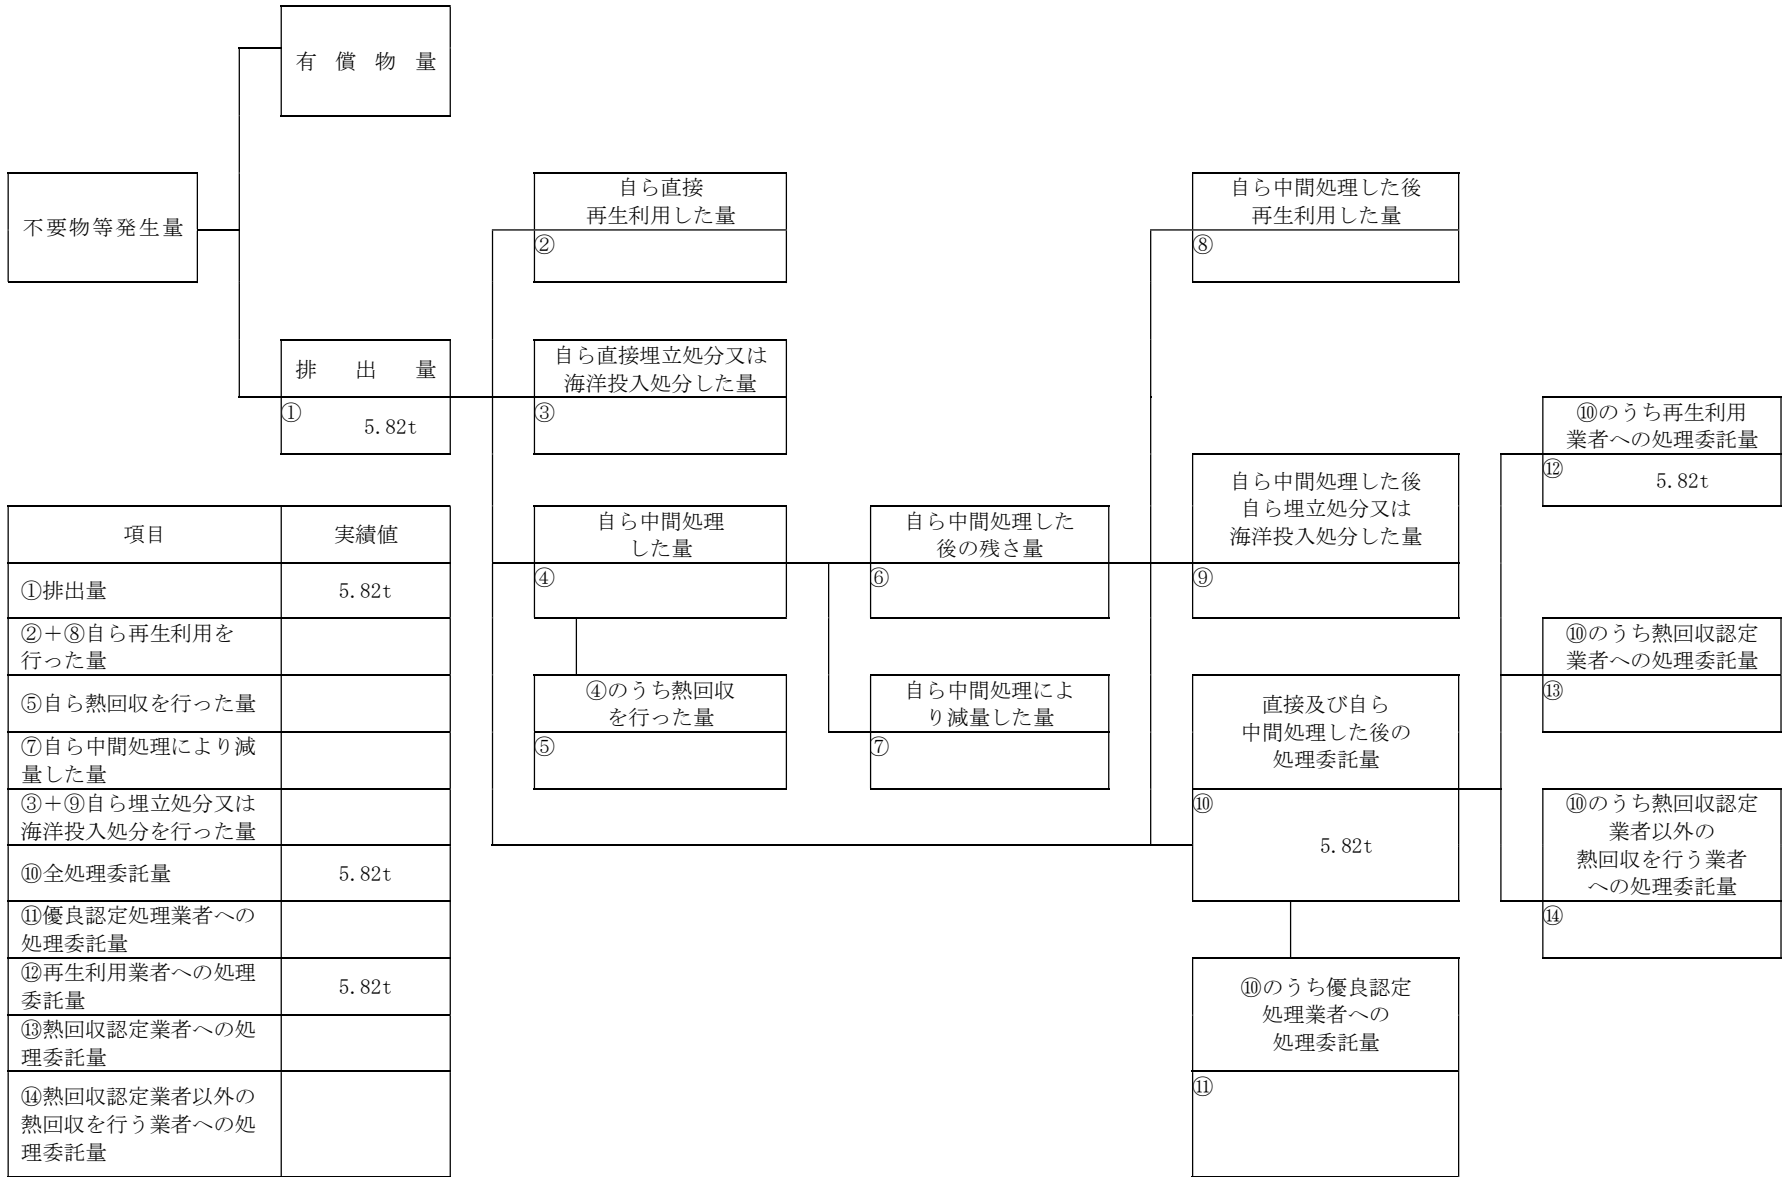 有償物量
不要物等発生量
自ら直接
再生利用した量
②
自ら中間処理した後
再生利用した量
⑧
排出量
①
5.82t
自ら直接埋立処分又は
海洋投入処分した量
③
⑩のうち再生利用
業者への処理委託量
⑫
5.82t
自ら中間処理した後
自ら埋立処分又は
海洋投入処分した量
⑨
自ら中間処理
した量
④
自ら中間処理した
後の残さ量
⑥
⑩のうち熱回収認定
業者への処理委託量
⑬
④のうち熱回収
を行った量
⑤
自ら中間処理によ
り減量した量
⑦
直接及び自ら
中間処理した後の
処理委託量
⑩
5.82t
⑩のうち熱回収認定
業者以外の
熱回収を行う業者
への処理委託量
⑭
⑩のうち優良認定
処理業者への
処理委託量
⑪
項目 実績値
①排出量 5.82t
②+⑧自ら再生利用を
行った量
⑤自ら熱回収を行った量
⑦自ら中間処理により減
量した量
③+⑨自ら埋立処分又は
海洋投入処分を行った量
⑩全処理委託量 5.82t
⑪優良認定処理業者への
処理委託量
⑫再生利用業者への処理
委託量 5.82t
⑬熱回収認定業者への処
理委託量
⑭熱回収認定業者以外の
熱回収を行う業者への処
理委託量